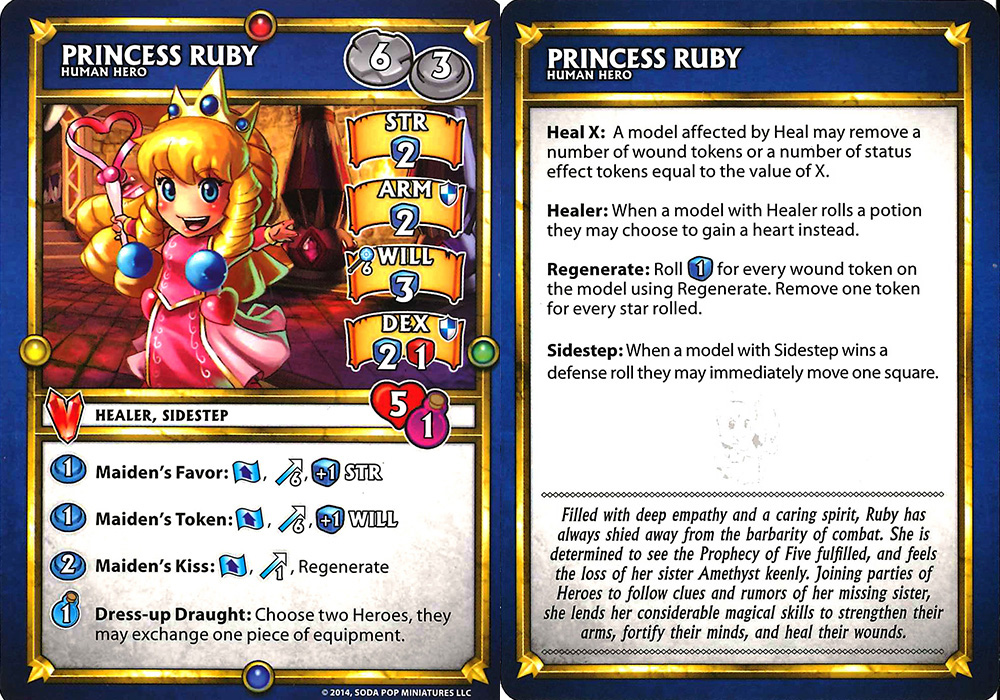 PRINCESS RUBY
HUMAN HERO
6 3
STR
2
ARM
2
6 WILL
3
DEX
2 1
HEALER, SIDESTEP
5
1
1 Maiden's Favor: , 6, +1 STR
1 Maiden's Token: , 6, +1 WILL
2 Maiden's Kiss: , 1, Regenerate
1 Dress-up Draught: Choose two Heroes, they
may exchange one piece of equipment.
© 2014, SODA POP MINIATURES LLC
PRINCESS RUBY
HUMAN HERO
Heal X: A model affected by Heal may remove a
number of wound tokens or a number of status
effect tokens equal to the value of X.
Healer: When a model with Healer rolls a potion
they may choose to gain a heart instead.
Regenerate: Roll 1 for every wound token on
the model using Regenerate. Remove one token
for every star rolled.
Sidestep: When a model with Sidestep wins a
defense roll they may immediately move one square.
Filled with deep empathy and a caring spirit, Ruby has
always shied away from the barbarity of combat. She is
determined to see the Prophecy of Five fulfilled, and feels
the loss of her sister Amethyst keenly. Joining parties of
Heroes to follow clues and rumors of her missing sister,
she lends her considerable magical skills to strengthen their
arms, fortify their minds, and heal their wounds.